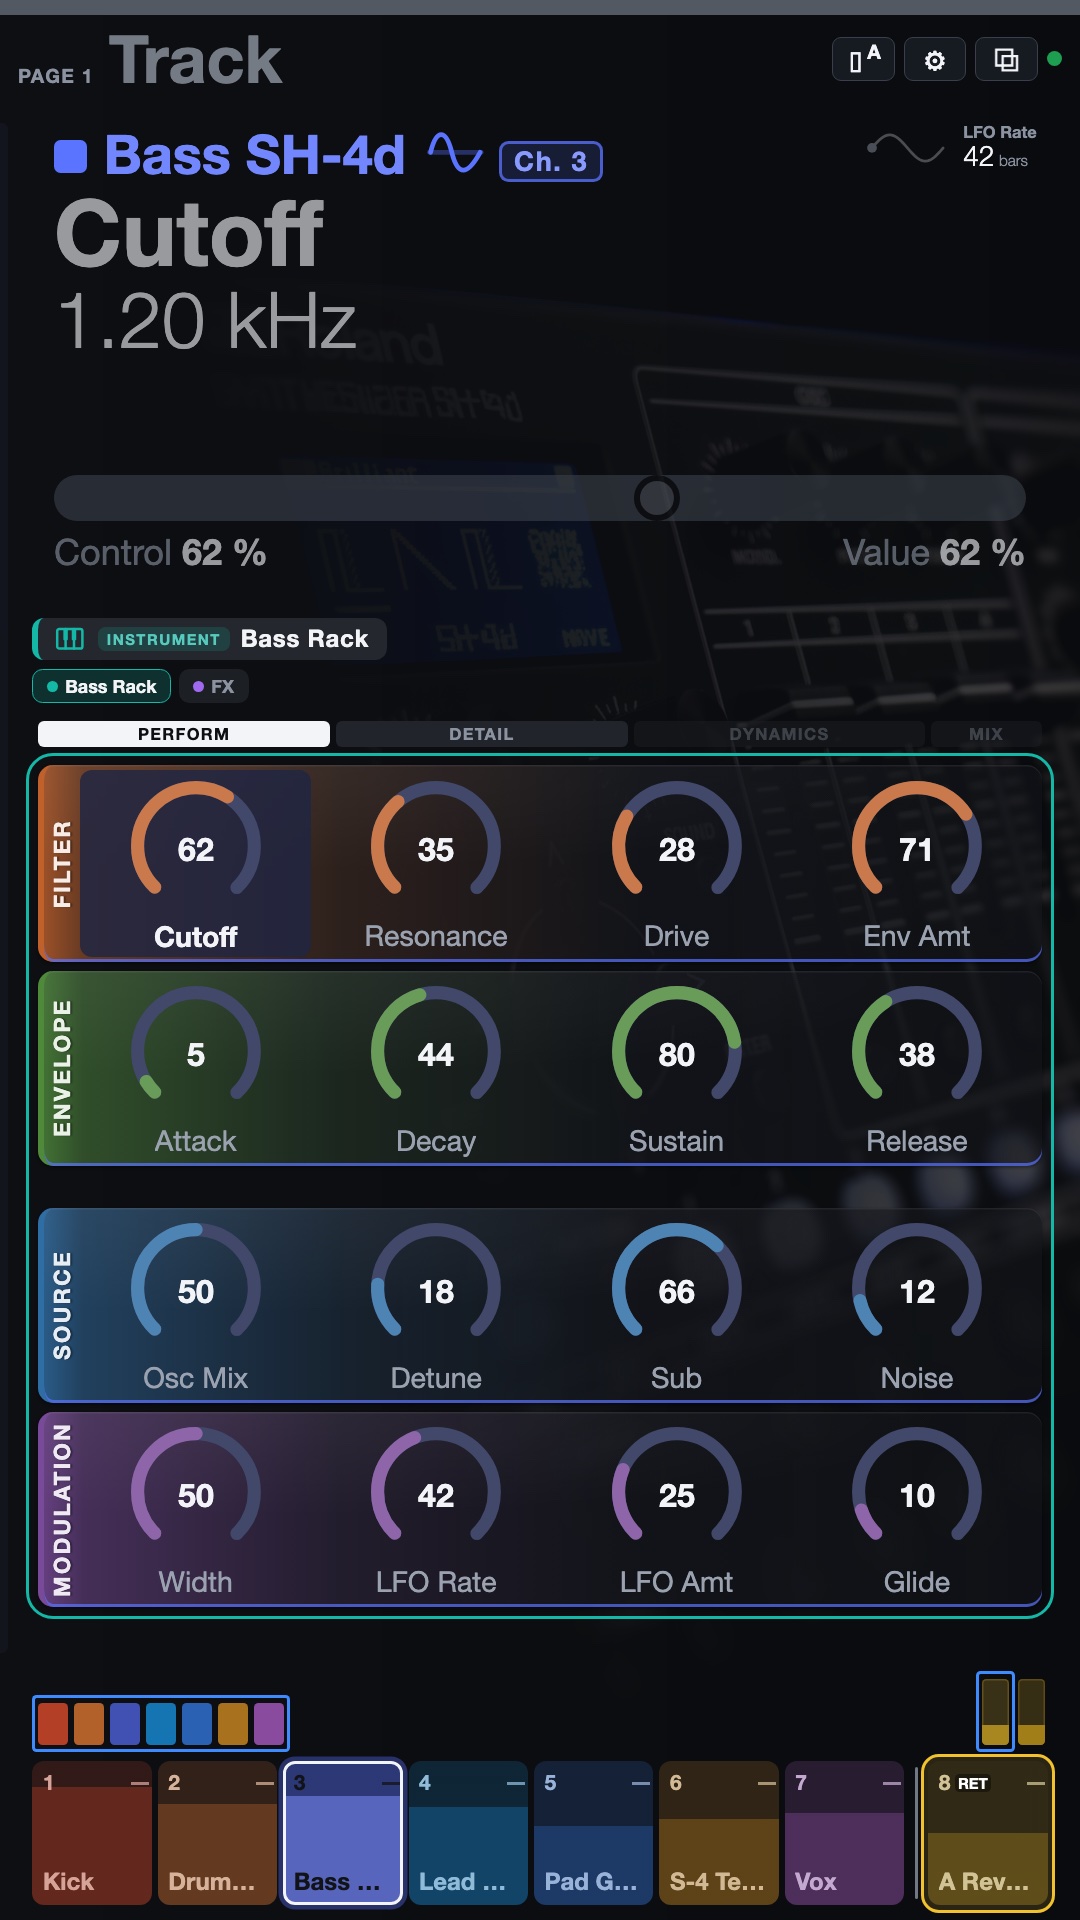 PAGE 1 Track
A
Bass SH-4d Ch. 3
LFO Rate
42 bars
Cutoff
1.20 kHz
Control 62 %
Value 62 %
INSTRUMENT Bass Rack
Bass Rack
FX
PERFORM
DETAIL
DYNAMICS
MIX
FILTER
62
35
28
71
Cutoff
Resonance
Drive
Env Amt
ENVELOPE
5
44
80
38
Attack
Decay
Sustain
Release
SOURCE
50
18
66
12
Osc Mix
Detune
Sub
Noise
MODULATION
50
42
25
10
Width
LFO Rate
LFO Amt
Glide
1
2
3
4
5
6
7
8 RET
Kick
Drum...
Bass ...
Lead ...
Pad G...
S-4 Te...
Vox
A Rev...